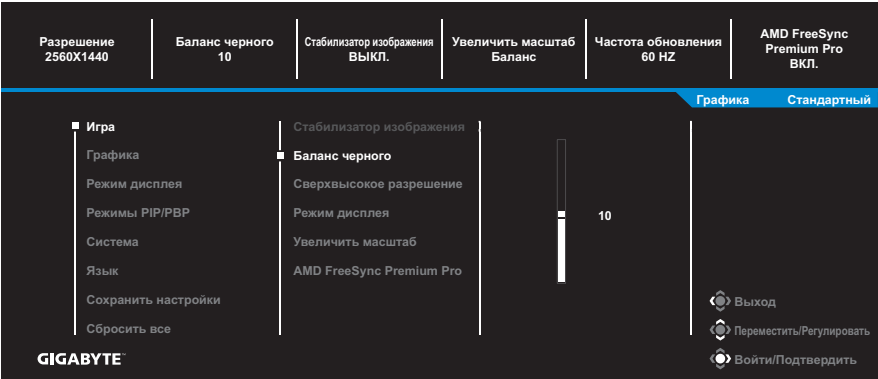 Разрешение
2560X1440
Баланс черного
10
Стабилизатор изображения
ВЫКЛ.
Увеличить масштаб
Баланс
Частота обновления
60 HZ
AMD FreeSync
Premium Pro
ВКЛ.
Графика
Стандартный
Игра
Графика
Режим дисплея
Режимы PIP/PBP
Система
Язык
Сохранить настройки
Сбросить все
Стабилизатор изображения
Баланс черного
Сверхвысокое разрешение
Режим дисплея
Увеличить масштаб
AMD FreeSync Premium Pro
10
Выход
Переместить/Регулировать
Войти/Подтвердить
GIGABYTE™